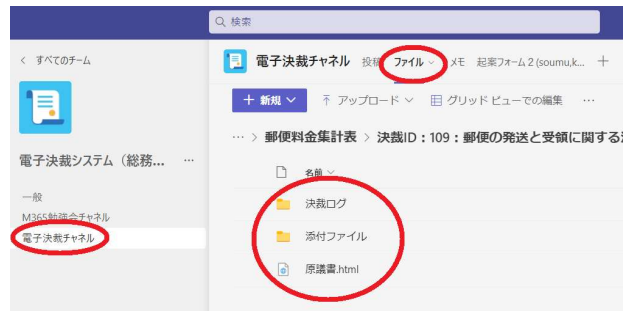 検索
< すべてのチーム
電子決裁システム（総務... ...
一般
M365勉強会チャネル
電子決裁チャネル
電子決裁チャネル 投稿 ファイル メモ 起案フォーム2 (soumu,k... +
+ 新規 アップロード グリッド ビューでの編集 ...
... > 郵便料金集計表 > 決裁ID：109：郵便の発送と受領に関する
名前
決裁ログ
添付ファイル
原議書.html